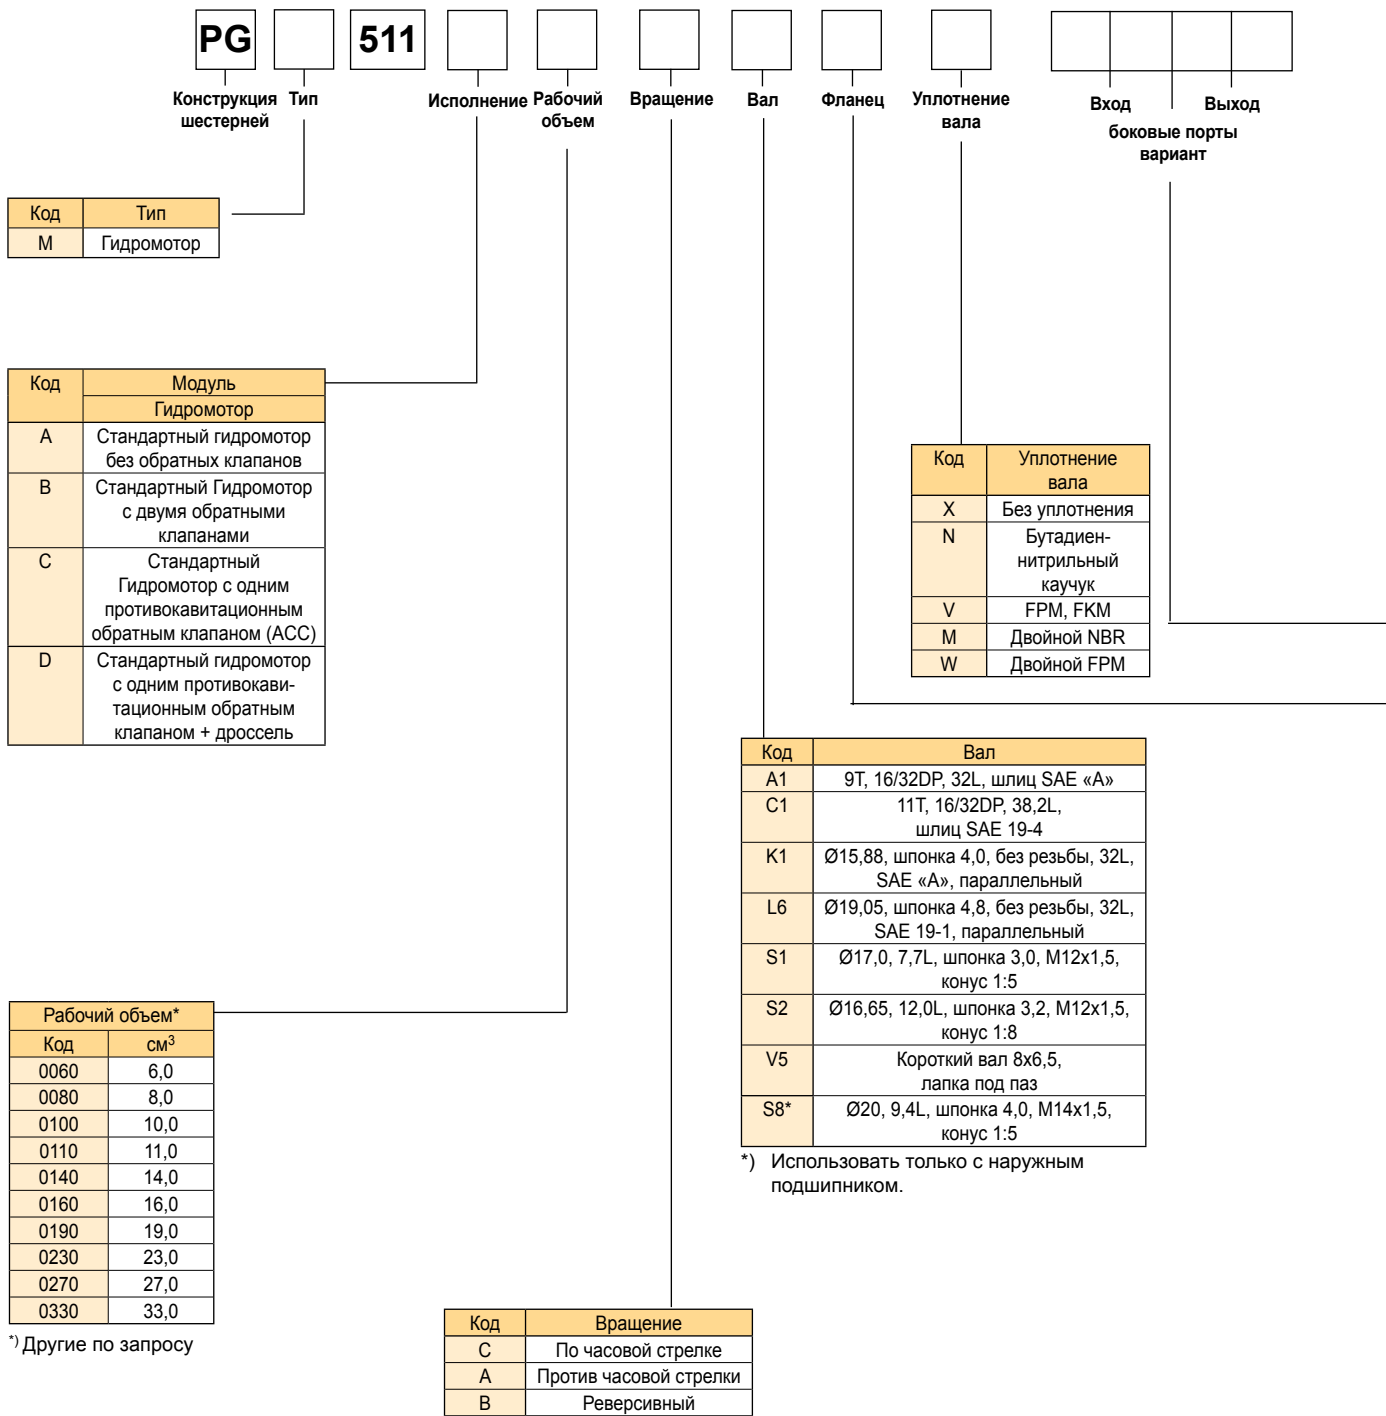 PG 511
Конструкция Тип Исполнение Рабочий Вращение Вал Фланец Уплотнение Вход Выход
шестерней объем вала боковые порты
вариант
Код Тип
M Гидромотор
Код Модуль
Гидромотор
A Стандартный гидромотор
без обратных клапанов
B Стандартный Гидромотор
с двумя обратными
клапанами
C Стандартный
Гидромотор с одним
противокавитационным
обратным клапаном (ACC)
D Стандартный гидромотор
с одним противокави-
тационным обратным
клапаном + дроссель
Код Уплотнение
вала
X Без уплотнения
N Бутадиен-
нитрильный
каучук
V FPM, FKM
M Двойной NBR
W Двойной FPM
Код Вал
A1 9T, 16/32DP, 32L, шлиц SAE «A»
C1 11T, 16/32DP, 38,2L,
шлиц SAE 19-4
K1 Ø15,88, шпонка 4,0, без резьбы, 32L,
SAE «A», параллельный
L6 Ø19,05, шпонка 4,8, без резьбы, 32L,
SAE 19-1, параллельный
S1 Ø17,0, 7,7L, шпонка 3,0, M12x1,5,
конус 1:5
S2 Ø16,65, 12,0L, шпонка 3,2, M12x1,5,
конус 1:8
V5 Короткий вал 8x6,5,
лапка под паз
S8* Ø20, 9,4L, шпонка 4,0, M14x1,5,
конус 1:5
*) Использовать только с наружным
подшипником.
Рабочий объем*
Код см³
0060 6,0
0080 8,0
0100 10,0
0110 11,0
0140 14,0
0160 16,0
0190 19,0
0230 23,0
0270 27,0
0330 33,0
*) Другие по запросу
Код Вращение
C По часовой стрелке
A Против часовой стрелки
B Реверсивный